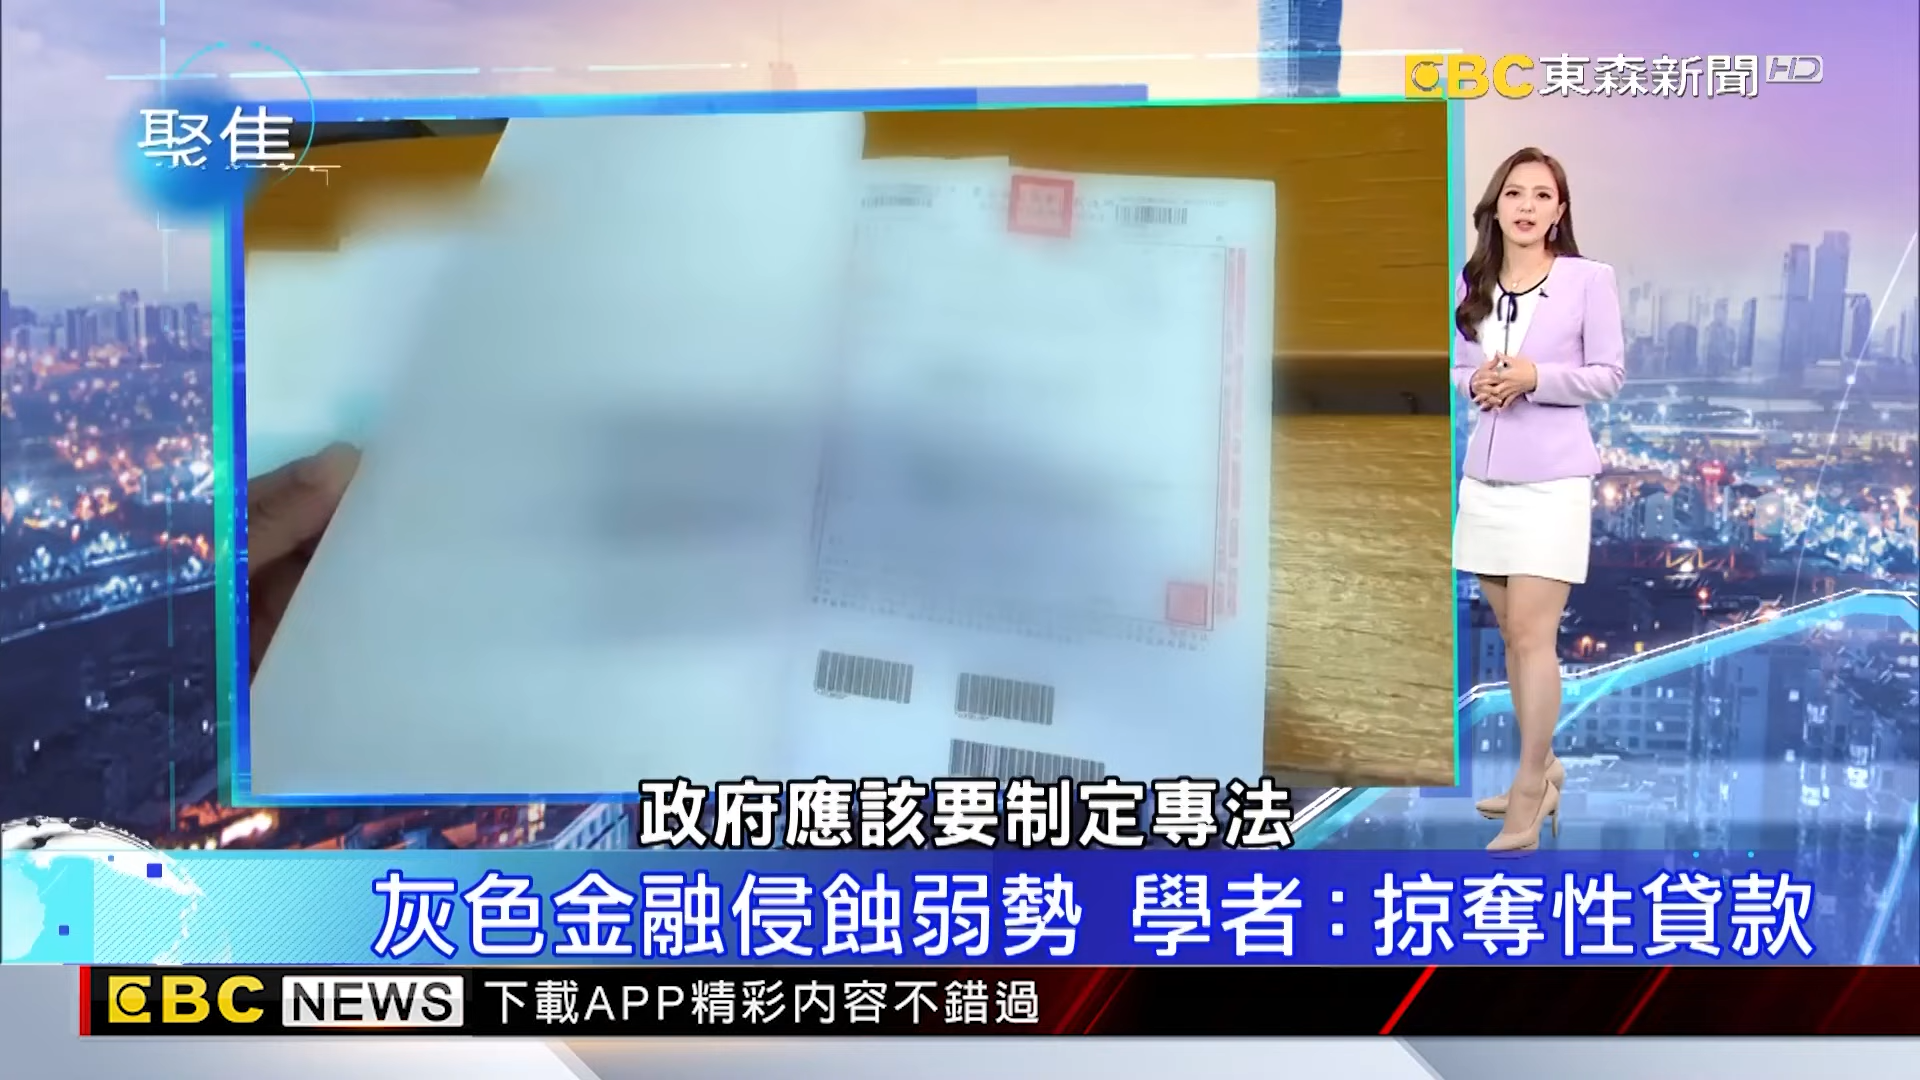 EBC東森新聞HD
聚焦
政府應該要制定專法
灰色金融侵蝕弱勢 學者:掠奪性貸款
EBC NEWS 下載APP精彩內容不錯過